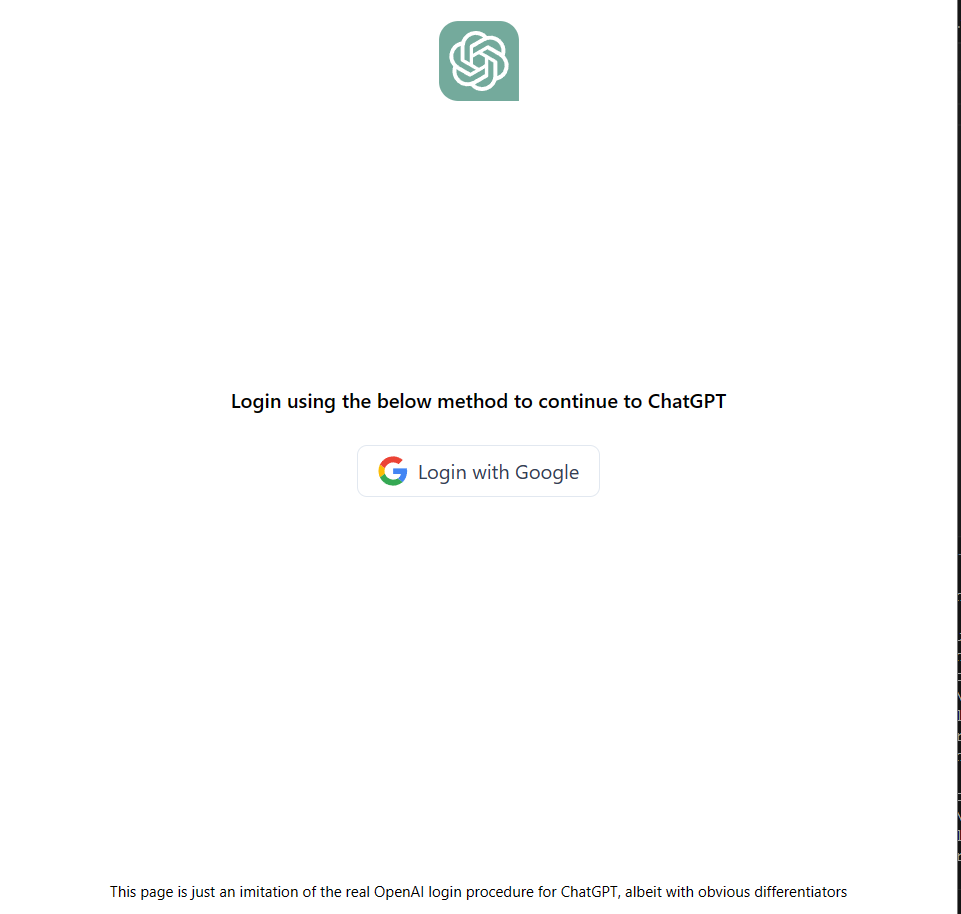 Login using the below method to continue to ChatGPT
Login with Google
This page is just an imitation of the real OpenAI login procedure for ChatGPT, albeit with obvious differentiators